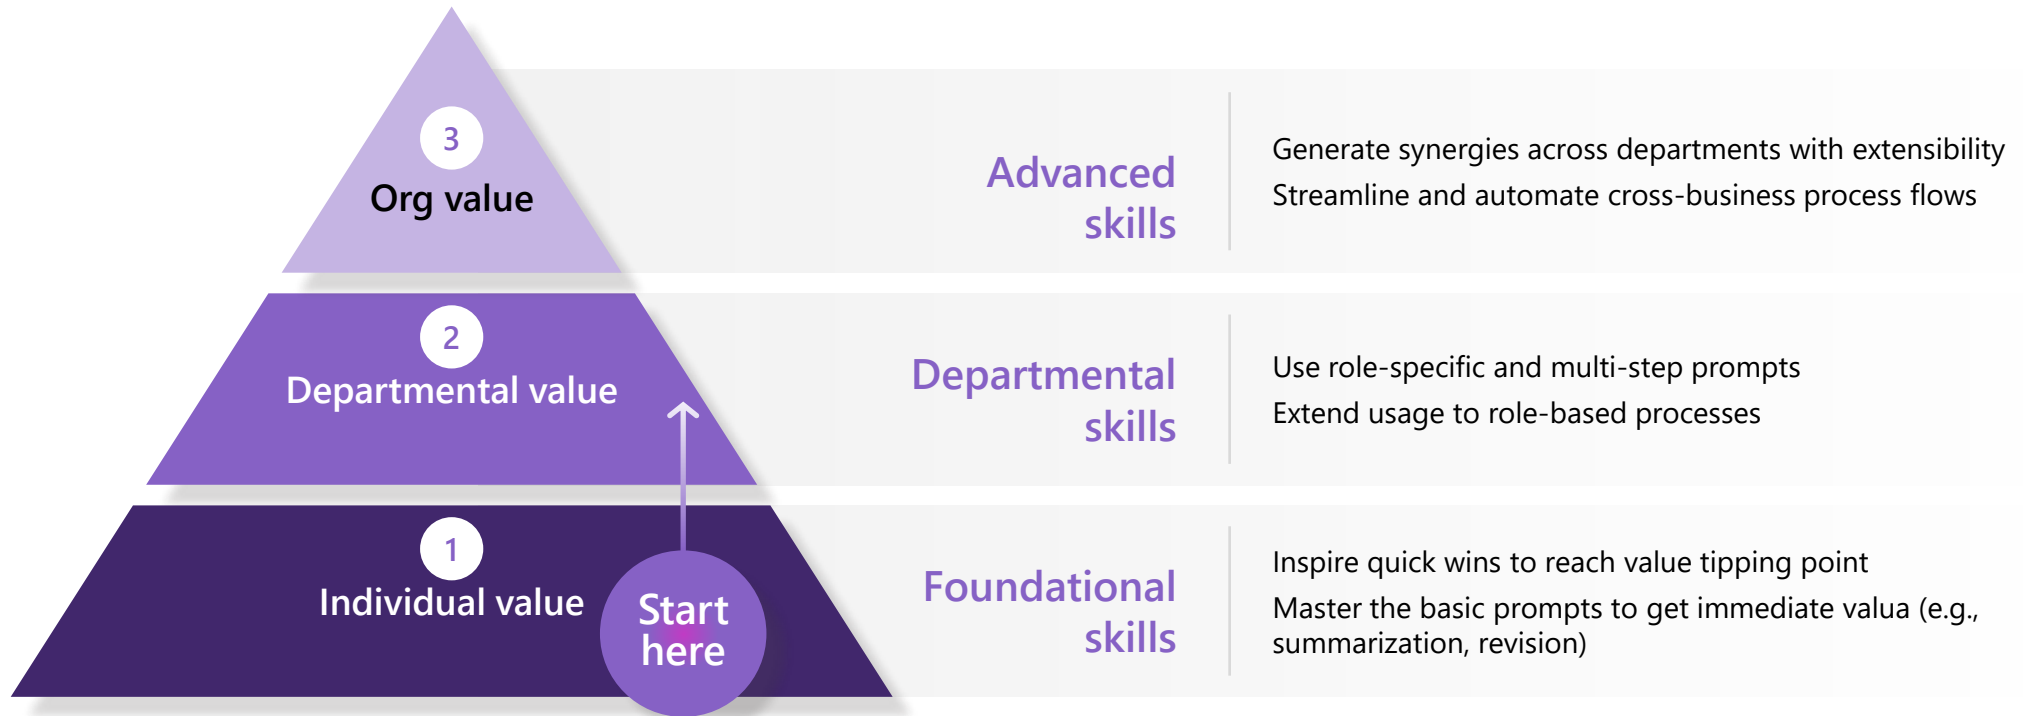 3
Org value
Advanced
skills
Generate synergies across departments with extensibility
Streamline and automate cross-business process flows
2
Departmental value
Departmental
skills
Use role-specific and multi-step prompts
Extend usage to role-based processes
1
Individual value
Start
here
Foundational
skills
Inspire quick wins to reach value tipping point
Master the basic prompts to get immediate valua (e.g.,
summarization, revision)